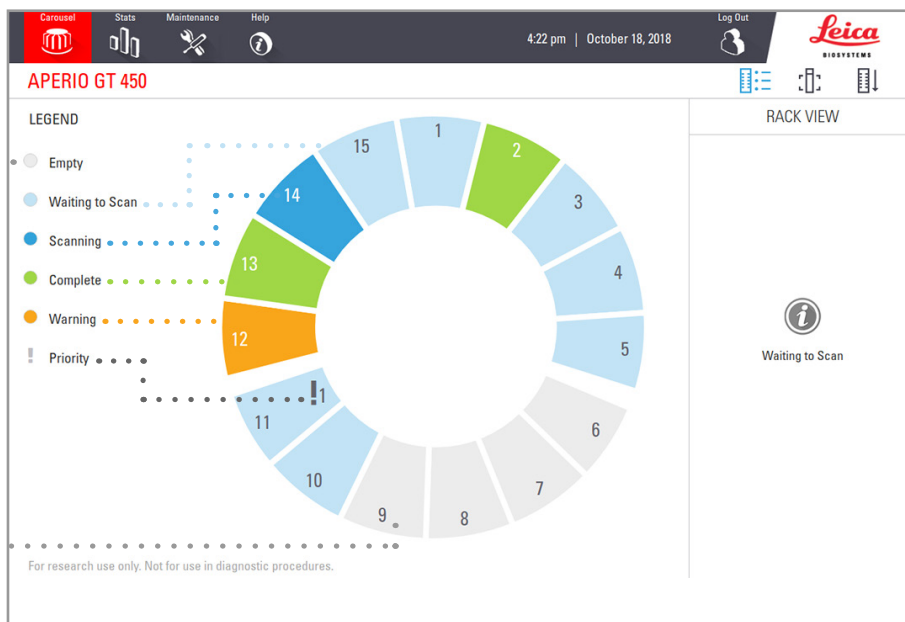 Carousel Stats Maintenance Help Log Out
4:22 pm | October 18, 2018
Leica
BIOSYSTEMS
APERIO GT 450
RACK VIEW
LEGEND
Empty
Waiting to Scan
Scanning
Complete
Warning
! Priority
1
2
3
4
5
6
7
8
9
10
11
!1
12
13
14
15
Waiting to Scan
For research use only. Not for use in diagnostic procedures.